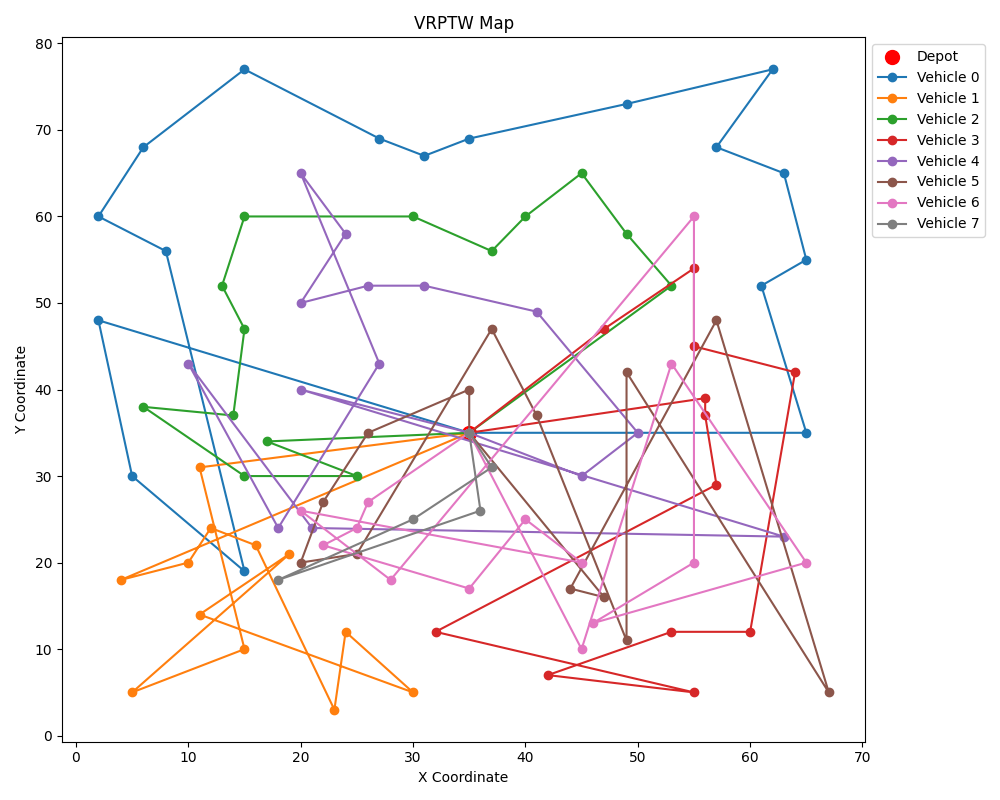 VRPTW Map
Depot
Vehicle 0
Vehicle 1
Vehicle 2
Vehicle 3
Vehicle 4
Vehicle 5
Vehicle 6
Vehicle 7
Y Coordinate
80
70
60
50
40
30
20
10
0
0 10 20 30 40 50 60 70
X Coordinate